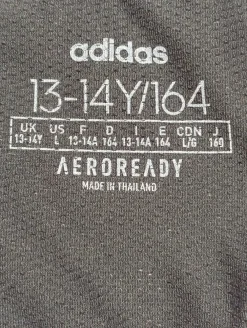 adidas
13-14Y/164
UK US F D I E CDN J
13-14Y L 13-14A 164 13-14A 164 L/G 160
AEROREADY
MADE IN THAILAND